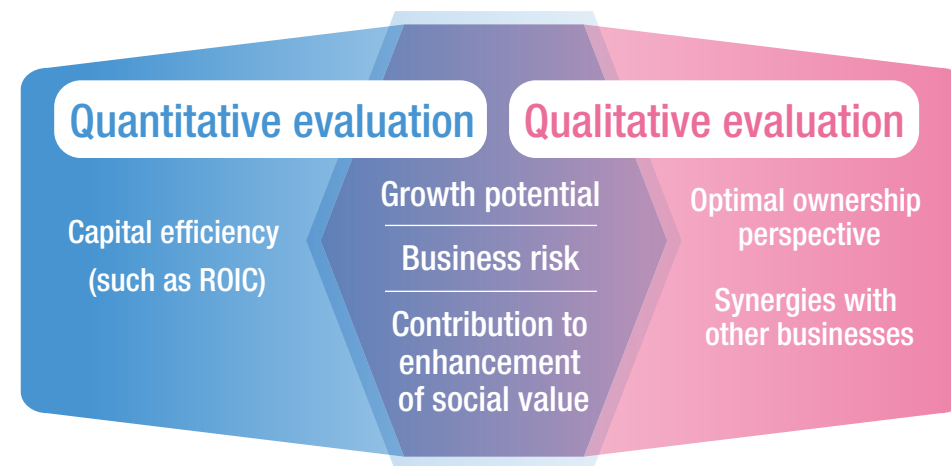 Quantitative evaluation
Qualitative evaluation
Capital efficiency
(such as ROIC)
Growth potential
Business risk
Contribution to
enhancement
of social value
Optimal ownership
perspective
Synergies with
other businesses